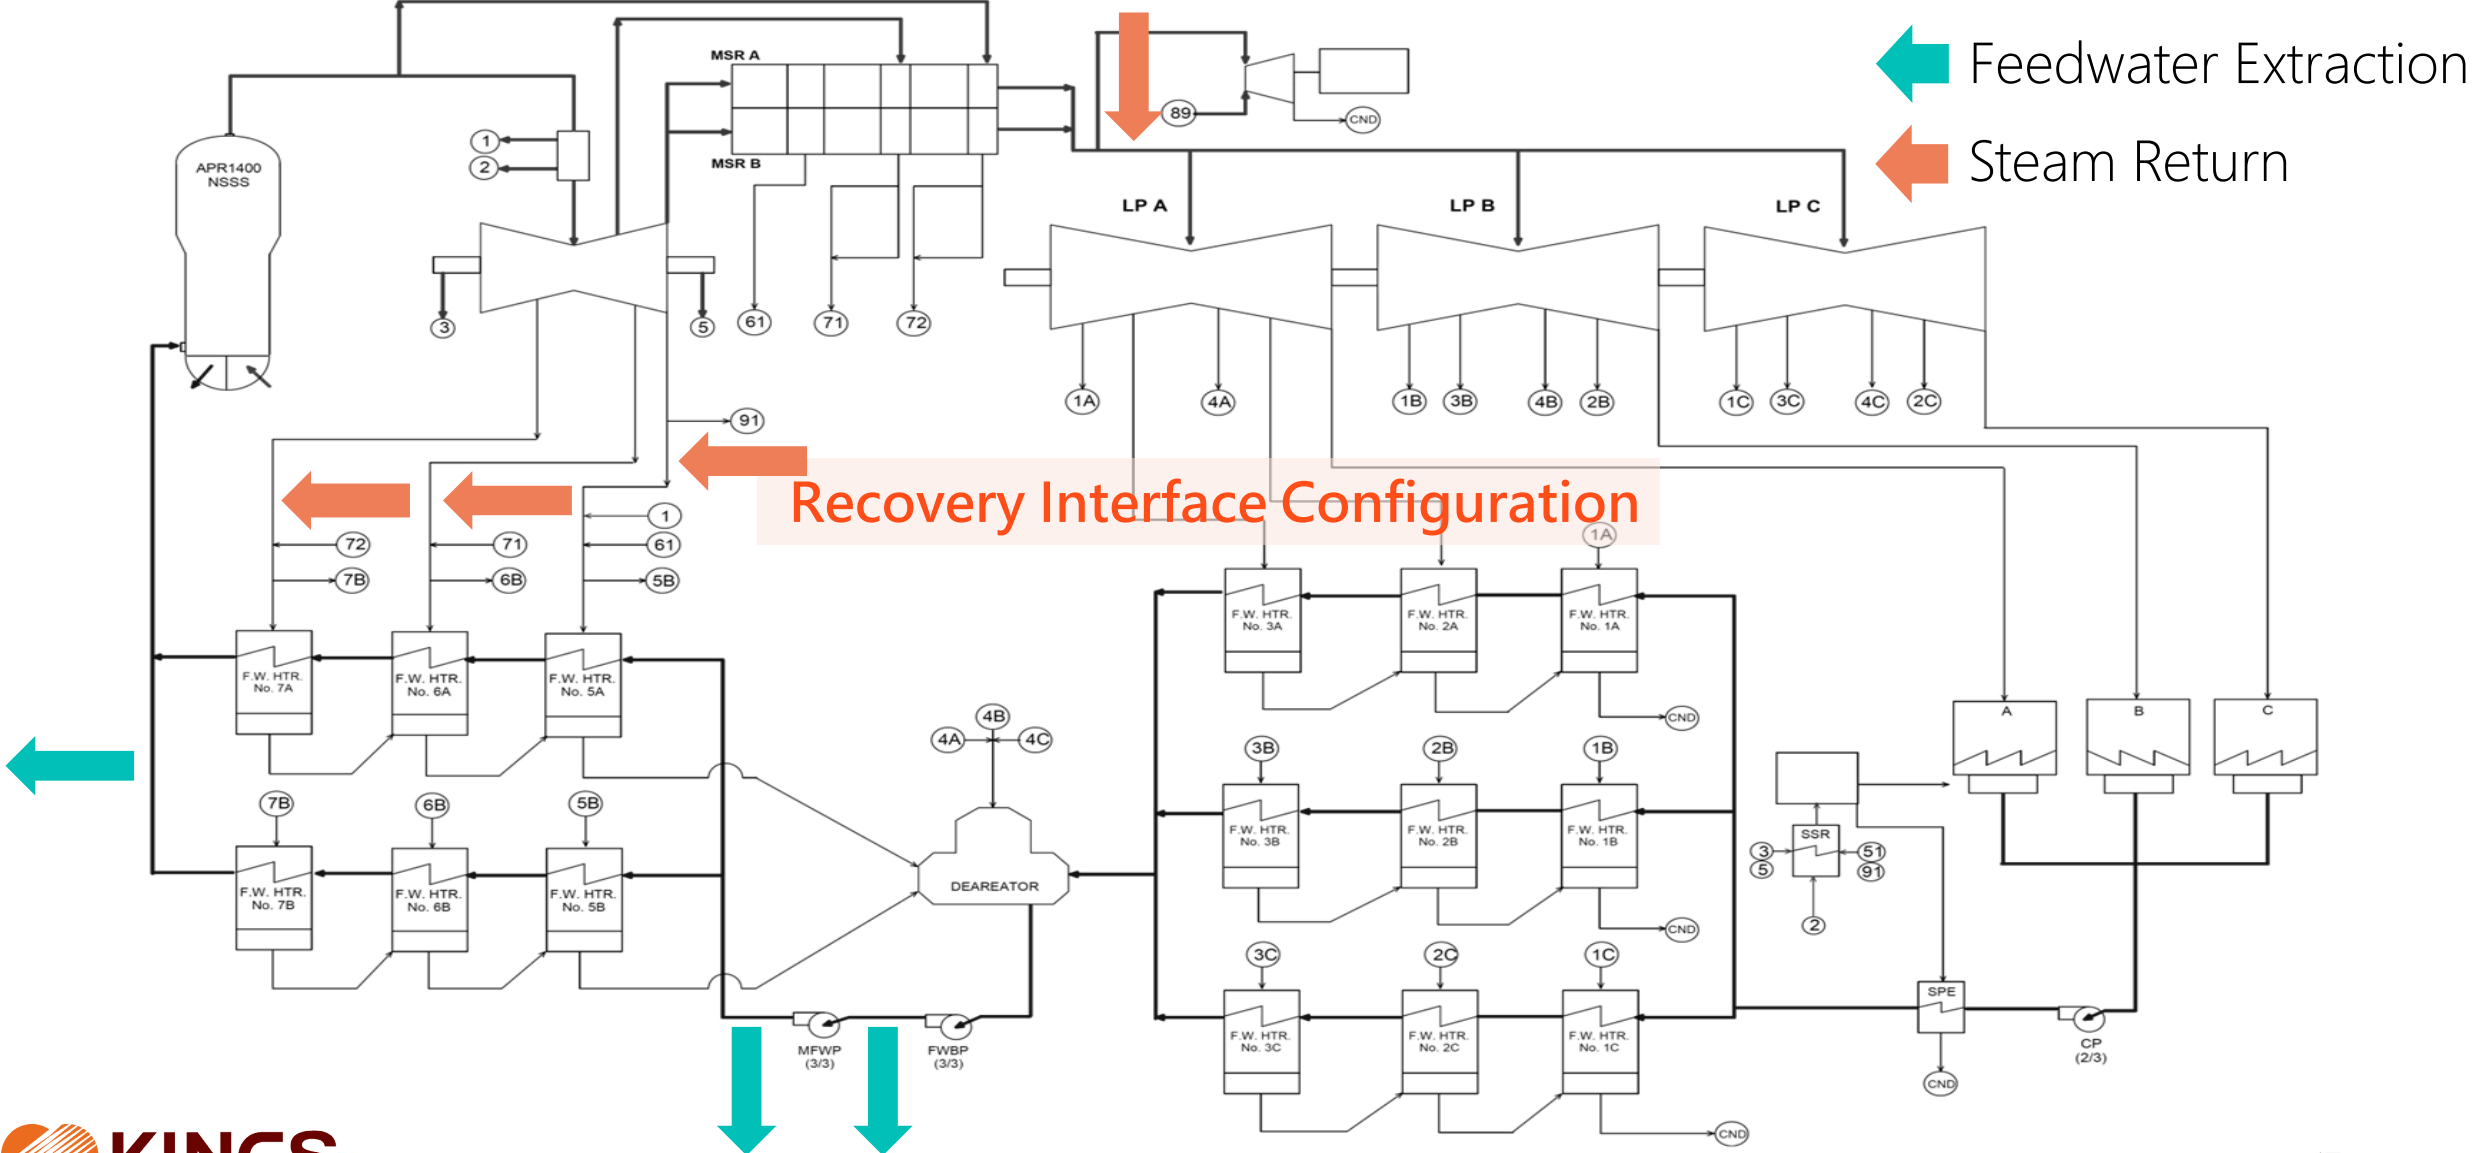 Feedwater Extraction
Steam Return
MSR A
MSR B
89
CND
1
2
APR1400
NSSS
LP A
LP B
LP C
3
5
61
71
72
1A
4A
1B
3B
4B
2B
1C
3C
4C
2C
91
Recovery Interface Configuration
1
72
71
61
7B
6B
5B
1A
F.W. HTR.
No. 3A
F.W. HTR.
No. 2A
F.W. HTR.
No. 1A
F.W. HTR.
No. 7A
F.W. HTR.
No. 6A
F.W. HTR.
No. 5A
CND
4B
4A
4C
A
B
C
3B
2B
1B
7B
6B
5B
F.W. HTR.
No. 3B
F.W. HTR.
No. 2B
F.W. HTR.
No. 1B
SSR
3
5
51
91
2
DEAREATOR
F.W. HTR.
No. 7B
F.W. HTR.
No. 6B
F.W. HTR.
No. 5B
CND
3C
2C
1C
SPE
F.W. HTR.
No. 3C
F.W. HTR.
No. 2C
F.W. HTR.
No. 1C
MFWP
(3/3)
FWBP
(3/3)
CP
(2/3)
CND
CND
KINGS